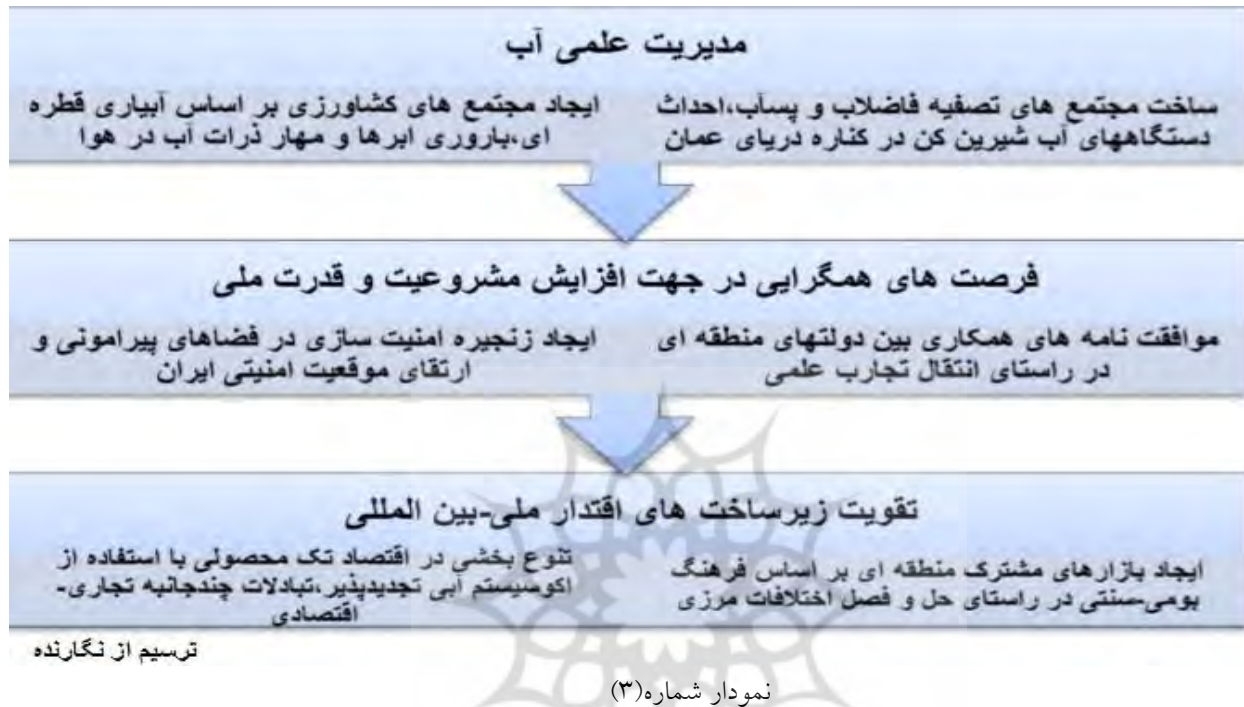 مدیریت علمی آب
ساخت مجتمع های تصفیه فاضلاب و پسآب،احداث
دستگاههای آب شیرین کن در کناره دریای عمان
ایجاد مجتمع های کشاورزی بر اساس آبیاری قطره
ای،باروری ابرها و مهار ذرات آب در هوا
فرصت های همگرایی در جهت افزایش مشروعیت و قدرت ملی
موافقت نامه های همکاری بین دولتهای منطقه ای
در راستای انتقال تجارب علمی
ایجاد زنجیره امنیت سازی در فضاهای پیرامونی و
ارتقای موقعیت امنیتی ایران
تقویت زیرساخت های اقتدار ملی-بین المللی
ایجاد بازارهای مشترک منطقه ای بر اساس فرهنگ
بومی-سنتی در راستای حل و فصل اختلافات مرزی
تنوع بخشی در اقتصاد تک محصولی با استفاده از
اکوسیستم آبی تجدیدپذیر،تبادلات چندجانبه تجاری-
اقتصادی
ترسیم از نگارنده
نمودار شماره(۳)